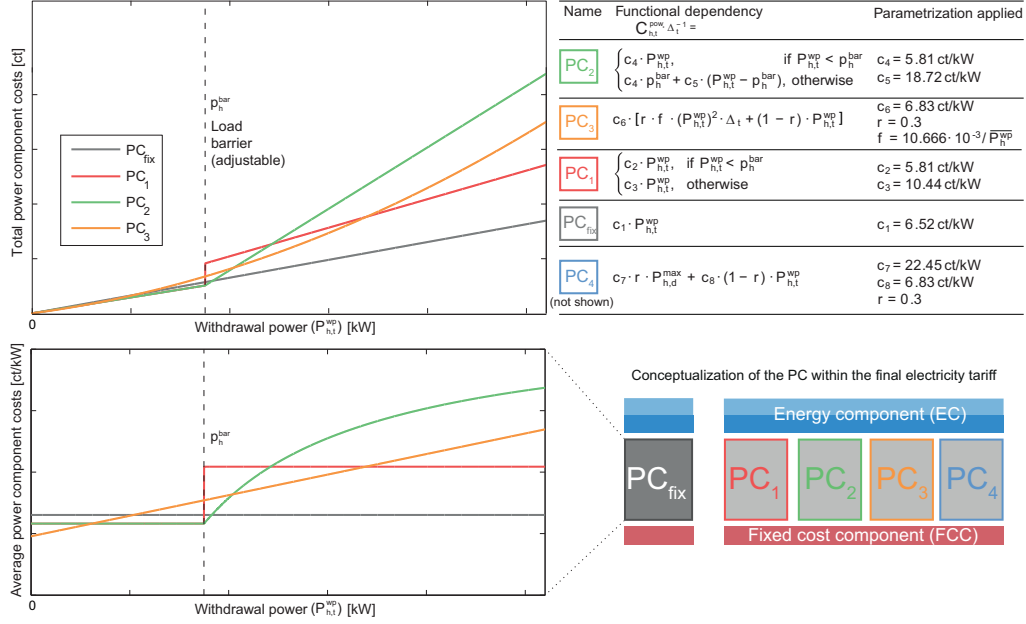 Total power component costs [ct]
p_h^bar
Load
barrier
(adjustable)
PC_fix
PC_1
PC_2
PC_3
0
Withdrawal power (P_h,t^wp) [kW]
Name Functional dependency Parametrization applied
C_h,t^pow · Δ_t^-1 =
PC_2
{ c_4 · P_h,t^wp, if P_h,t^wp < p_h^bar
c_4 · p_h^bar + c_5 · (P_h,t^wp - p_h^bar), otherwise
c_4 = 5.81 ct/kW
c_5 = 18.72 ct/kW
PC_3
c_6 · [r · f · (P_h,t^wp)^2 · Δ_t + (1 - r) · P_h,t^wp]
c_6 = 6.83 ct/kW
r = 0.3
f = 10.666 · 10^-3 / \overline{P_h^wp}
PC_1
{ c_2 · P_h,t^wp, if P_h,t^wp < p_h^bar
c_3 · P_h,t^wp, otherwise
c_2 = 5.81 ct/kW
c_3 = 10.44 ct/kW
PC_fix
c_1 · P_h,t^wp
c_1 = 6.52 ct/kW
PC_4
(not shown)
c_7 · r · P_h,d^max + c_8 · (1 - r) · P_h,t^wp
c_7 = 22.45 ct/kW
c_8 = 6.83 ct/kW
r = 0.3
Average power component costs [ct/kW]
p_h^bar
0
Withdrawal power (P_h,t^wp) [kW]
Conceptualization of the PC within the final electricity tariff
Energy component (EC)
PC_fix
PC_1
PC_2
PC_3
PC_4
Fixed cost component (FCC)